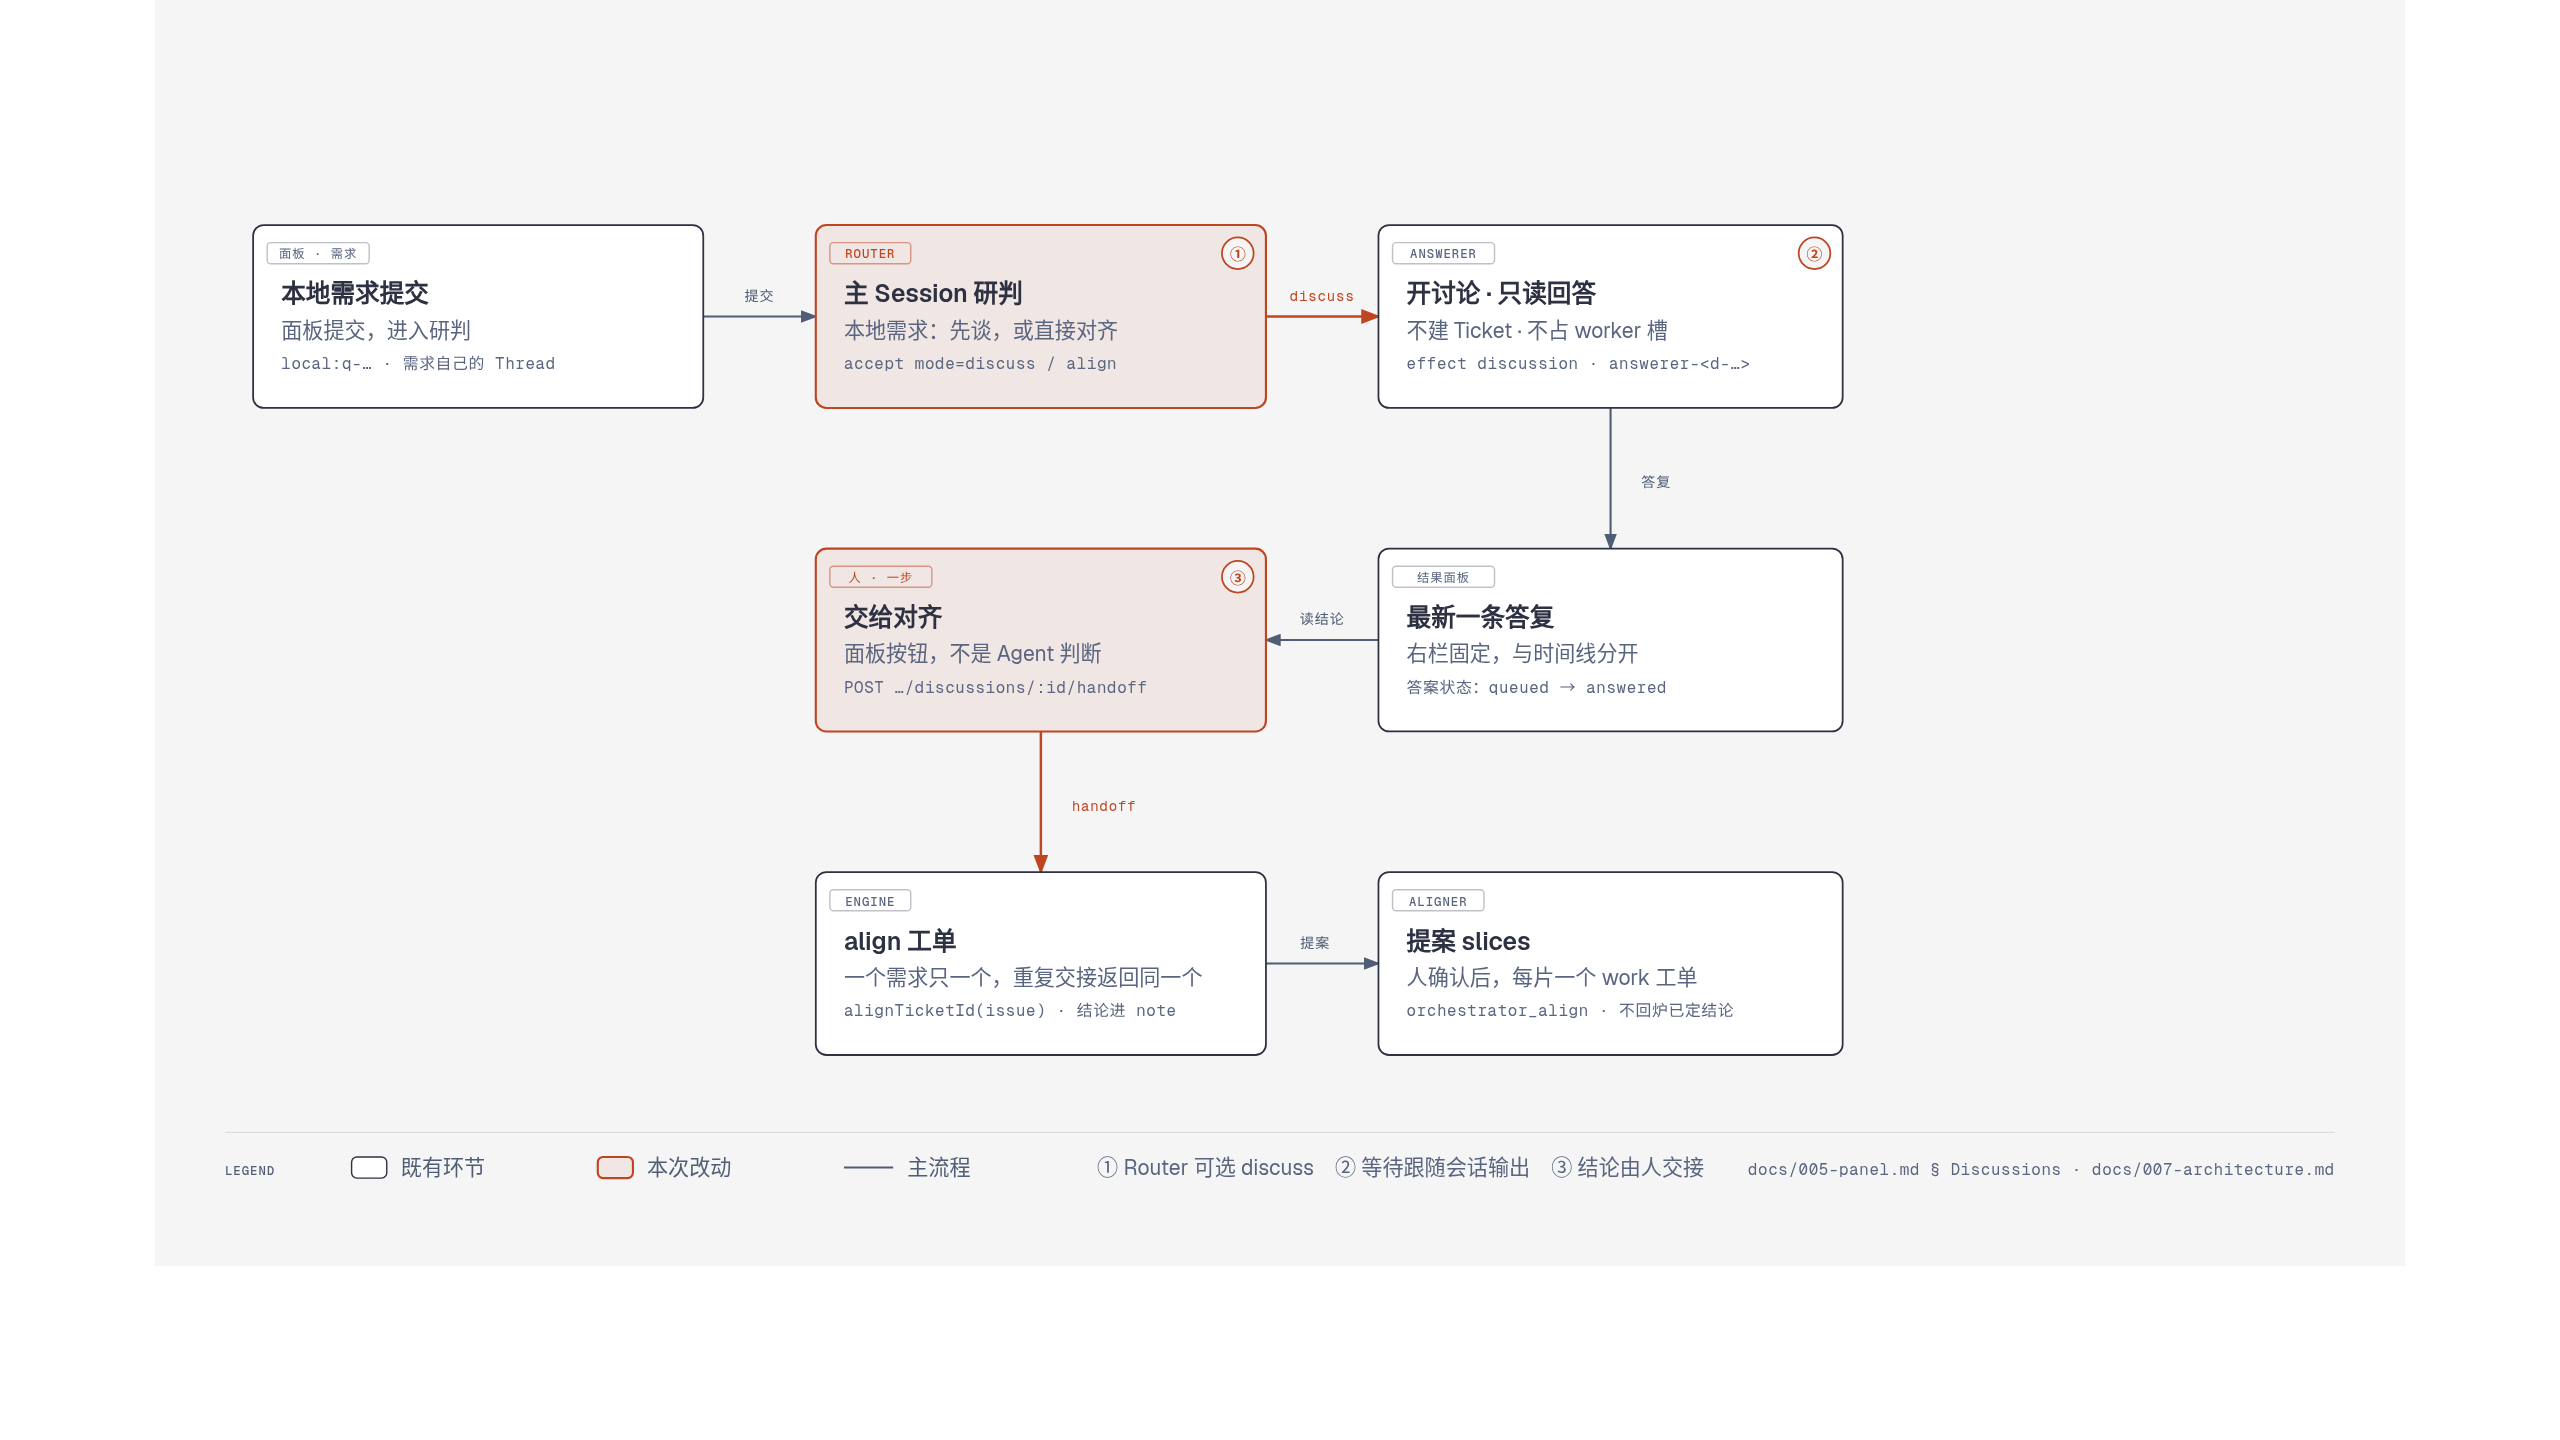 面板 · 需求
本地需求提交
面板提交，进入研判
local:q-… · 需求自己的 Thread
提交
ROUTER
①
主 Session 研判
本地需求：先谈，或直接对齐
accept mode=discuss / align
discuss
ANSWERER
②
开讨论 · 只读回答
不建 Ticket · 不占 worker 槽
effect discussion · answerer-<d-…>
答复
人 · 一步
③
交给对齐
面板按钮，不是 Agent 判断
POST …/discussions/:id/handoff
读结论
结果面板
最新一条答复
右栏固定，与时间线分开
答案状态：queued → answered
handoff
ENGINE
align 工单
一个需求只一个，重复交接返回同一个
alignTicketId(issue) · 结论进 note
提案
ALIGNER
提案 slices
人确认后，每片一个 work 工单
orchestrator_align · 不回炉已定结论
LEGEND
既有环节
本次改动
主流程
① Router 可选 discuss ② 等待跟随会话输出 ③ 结论由人交接
docs/005-panel.md § Discussions · docs/007-architecture.md